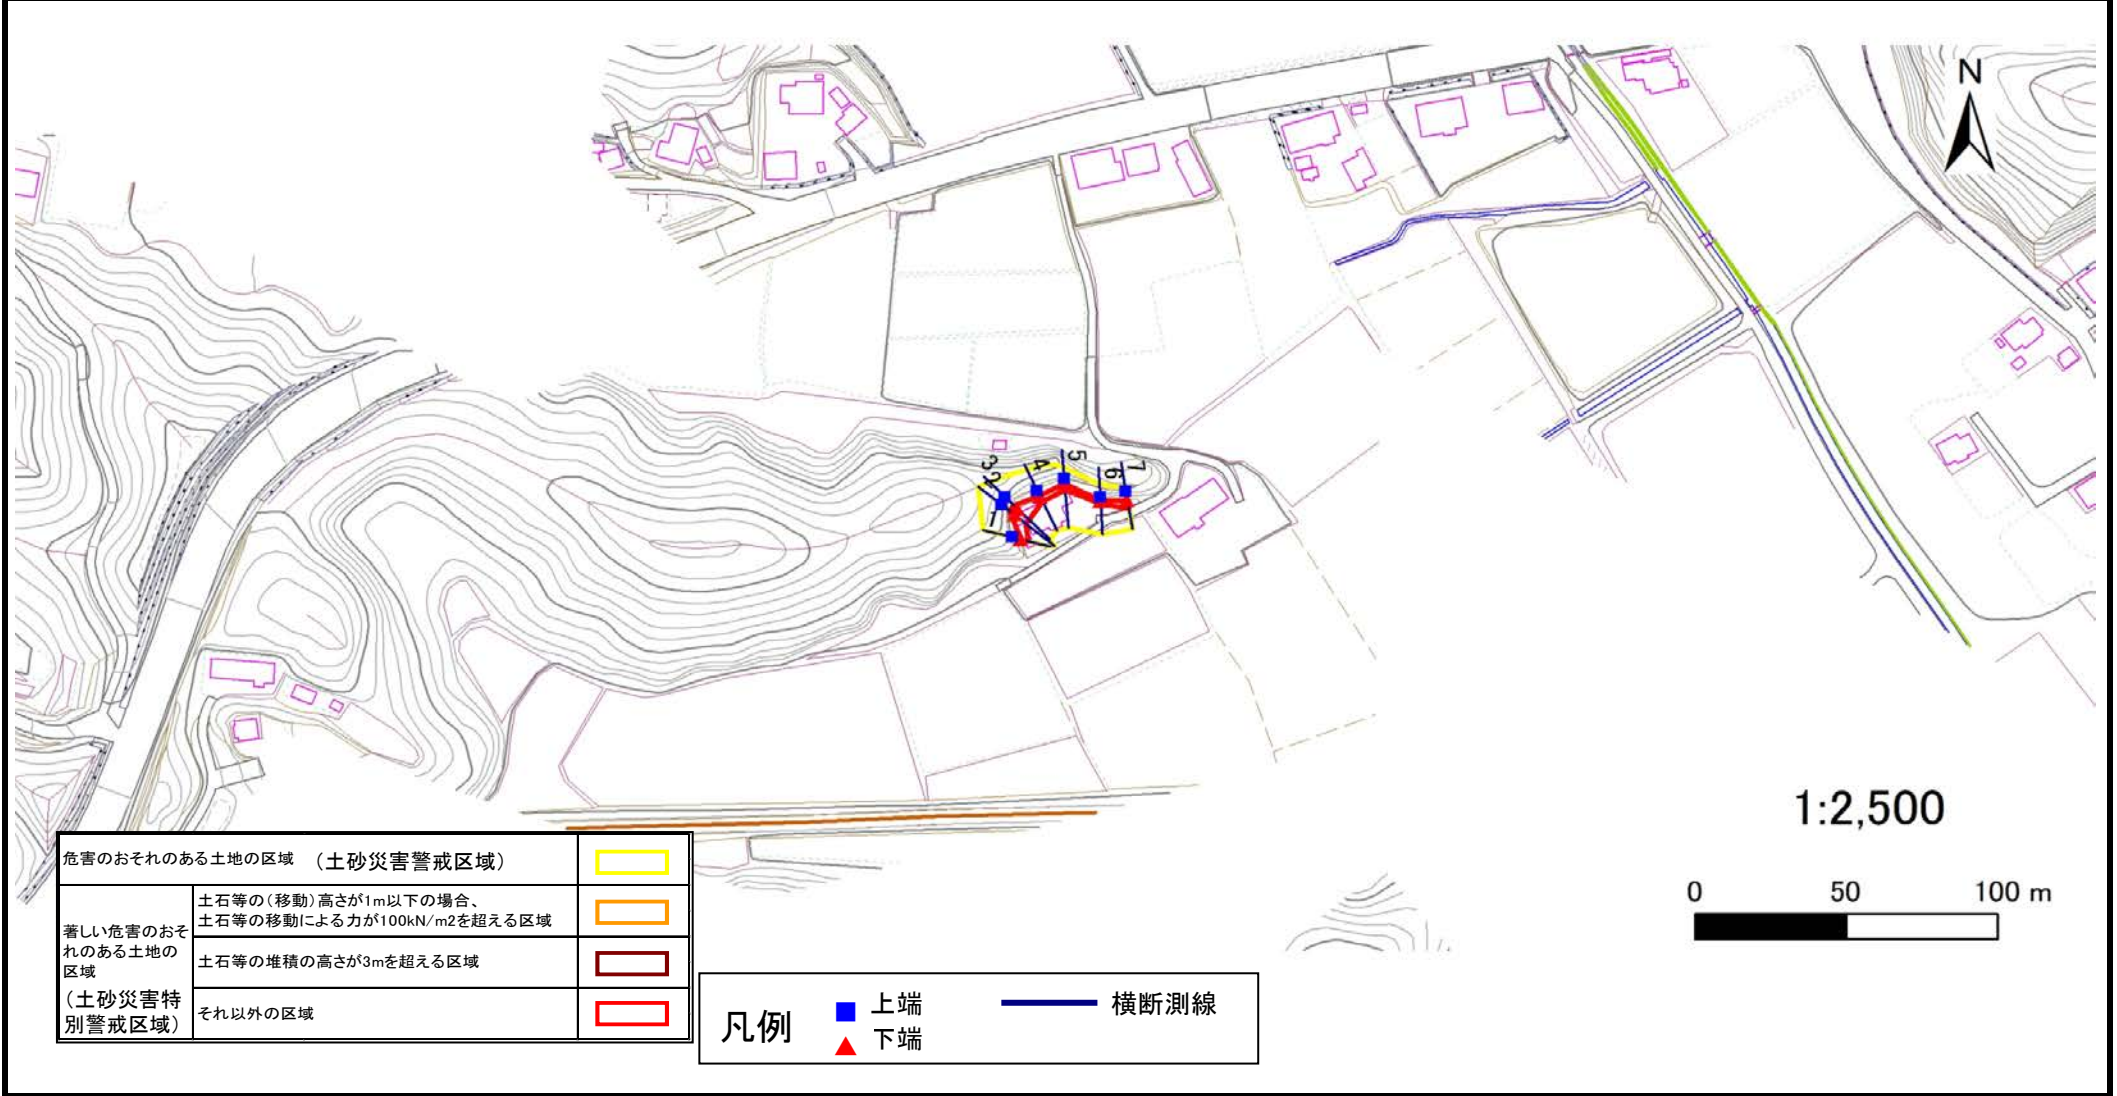 N
3
2
4
5
6
7
1
1:2,500
0 50 100 m
危害のおそれのある土地の区域 （土砂災害警戒区域）
著しい危害のおそ
れのある土地の
区域
（土砂災害特
別警戒区域）
土石等の（移動）高さが1m以下の場合、
土石等の移動による力が100kN/m2を超える区域
土石等の堆積の高さが3mを超える区域
それ以外の区域
凡例
上端
下端
横断測線